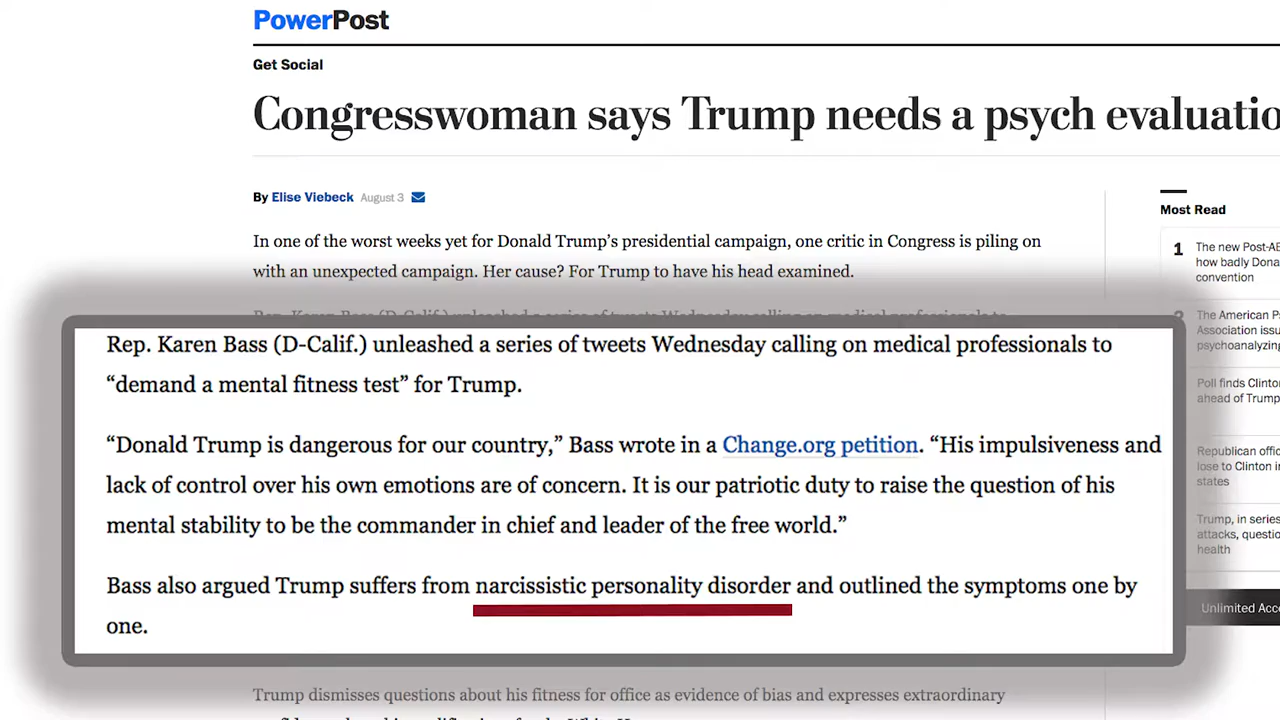 PowerPost
Get Social
Congresswoman says Trump needs a psych evaluatio
By Elise Viebeck August 3
Most Read
In one of the worst weeks yet for Donald Trump’s presidential campaign, one critic in Congress is piling on
with an unexpected campaign. Her cause? For Trump to have his head examined.
1 The new Post-AB
how badly Dona
convention
Rep. Karen Bass (D-Calif.) unleashed a series of tweets Wednesday calling on medical professionals to
“demand a mental fitness test” for Trump.
“Donald Trump is dangerous for our country,” Bass wrote in a Change.org petition. “His impulsiveness and
lack of control over his own emotions are of concern. It is our patriotic duty to raise the question of his
mental stability to be the commander in chief and leader of the free world.”
Bass also argued Trump suffers from narcissistic personality disorder and outlined the symptoms one by
one.
The American Ps
Association issu
psychoanalyzing
Poll finds Clinto
ahead of Trump
Republican offic
lose to Clinton in
states
Trump, in series
attacks, questio
health
Unlimited Acce
Trump dismisses questions about his fitness for office as evidence of bias and expresses extraordinary